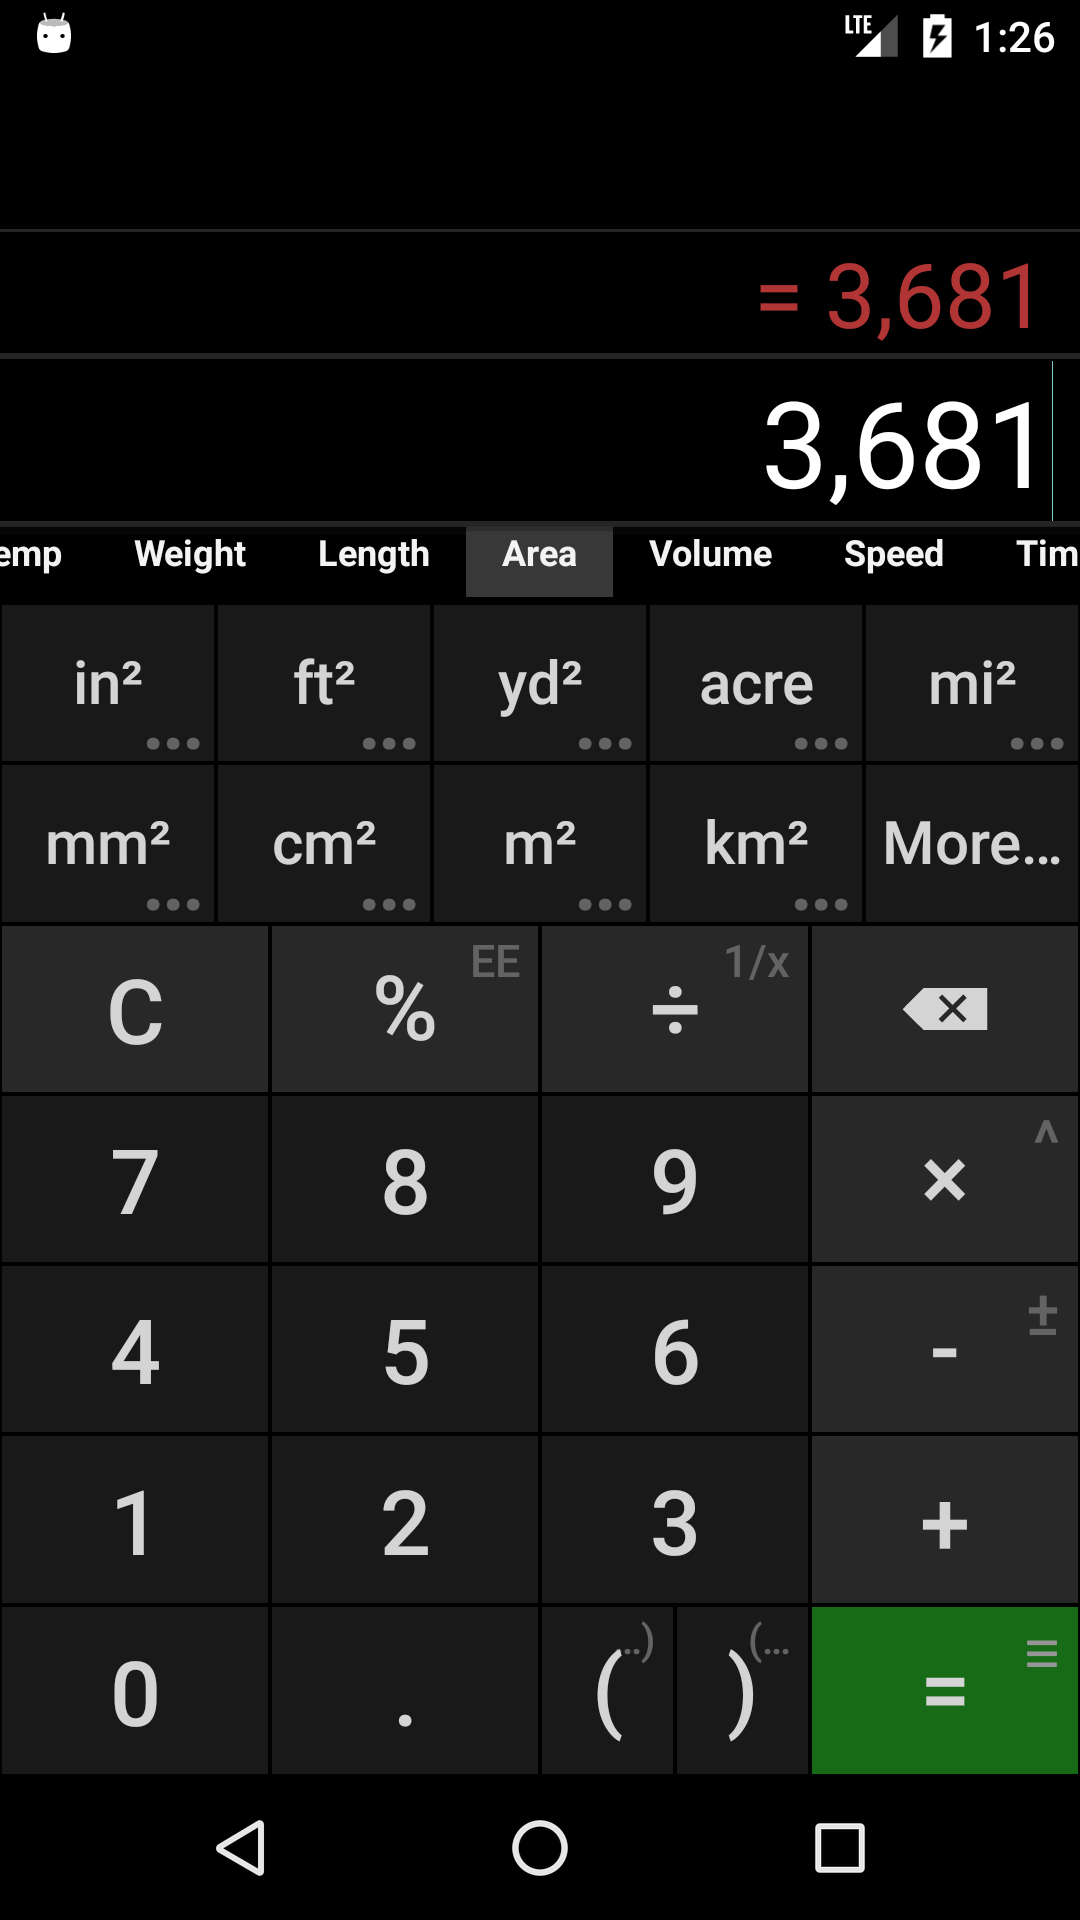 LTE 1:26
= 3,681
3,681
emp Weight Length Area Volume Speed Tim
in² ft² yd² acre mi²
mm² cm² m² km² More...
C % EE ÷ 1/x
7 8 9 × ^
4 5 6 - ±
1 2 3 +
0 . ( ..) ) (... =